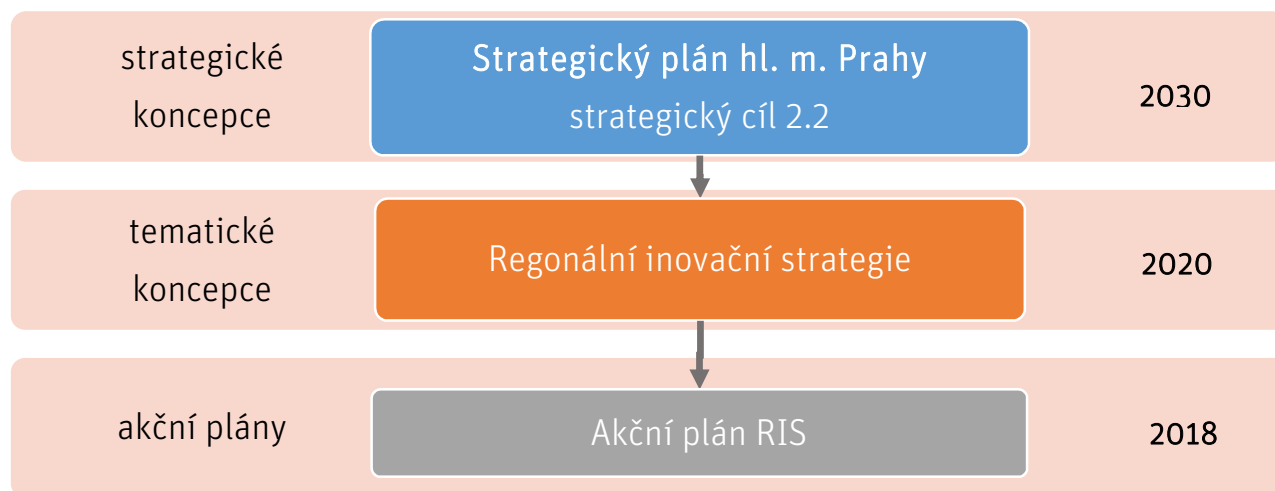 strategické
koncepce
Strategický plán hl. m. Prahy
strategický cíl 2.2
2030
tematické
koncepce
Regonální inovační strategie
2020
akční plány
Akční plán RIS
2018